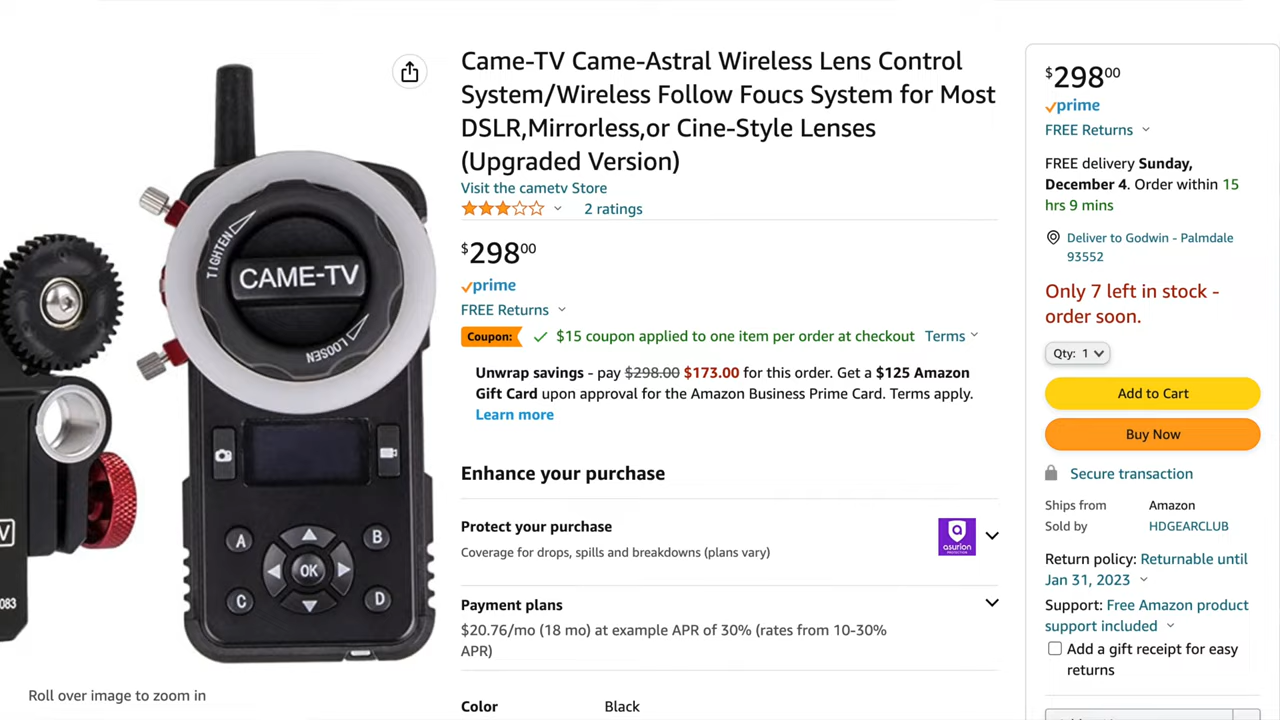 Came-TV Came-Astral Wireless Lens Control
System/Wireless Follow Foucs System for Most
DSLR,Mirrorless,or Cine-Style Lenses
(Upgraded Version)
Visit the cametv Store
2 ratings
$29800
prime
FREE Returns
Coupon: $15 coupon applied to one item per order at checkout Terms
Unwrap savings - pay $298.00 $173.00 for this order. Get a $125 Amazon
Gift Card upon approval for the Amazon Business Prime Card. Terms apply.
Learn more
Enhance your purchase
Protect your purchase
Coverage for drops, spills and breakdowns (plans vary)
asurion
Payment plans
$20.76/mo (18 mo) at example APR of 30% (rates from 10-30%
APR)
Color Black
TIGHTEN
CAME-TV
LOOSEN
A
B
OK
C
D
V
083
Roll over image to zoom in
$29800
prime
FREE Returns
FREE delivery Sunday,
December 4. Order within 15
hrs 9 mins
Deliver to Godwin - Palmdale
93552
Only 7 left in stock -
order soon.
Qty: 1
Add to Cart
Buy Now
Secure transaction
Ships from Amazon
Sold by HDGEARCLUB
Return policy: Returnable until
Jan 31, 2023
Support: Free Amazon product
support included
Add a gift receipt for easy
returns